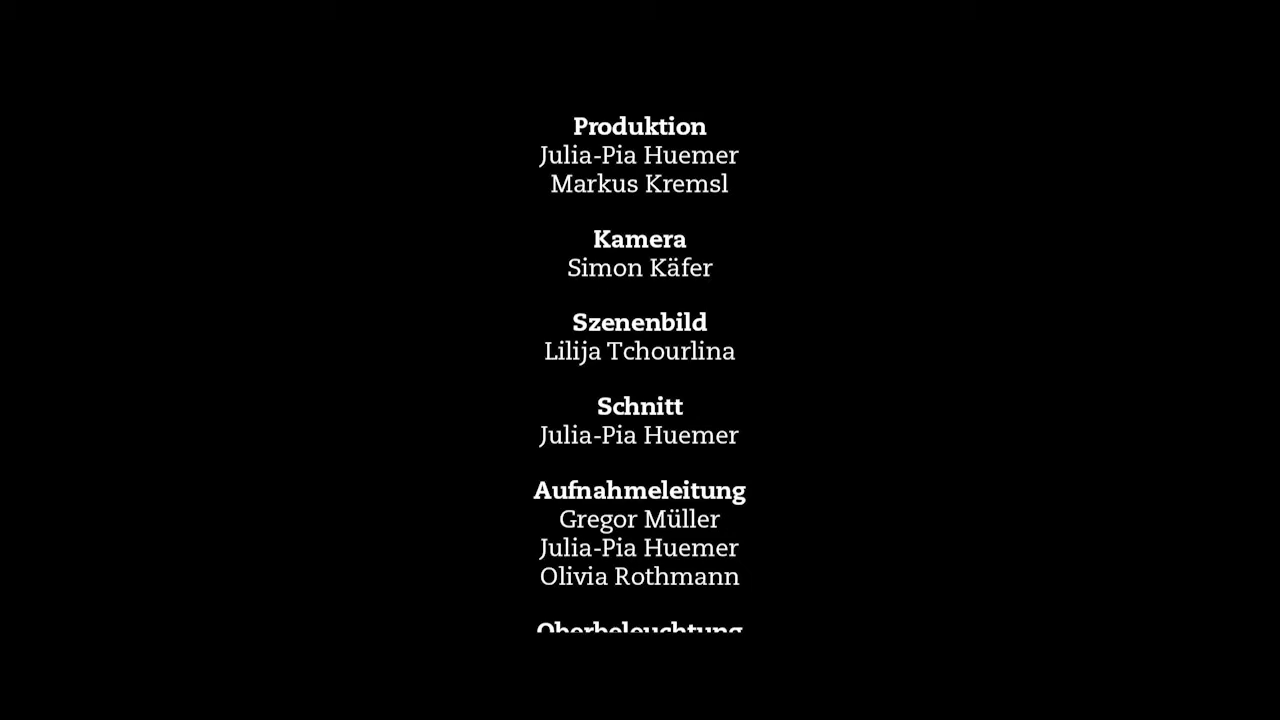 Produktion
Julia-Pia Huemer
Markus Kremsl
Kamera
Simon Käfer
Szenenbild
Lilija Tchourlina
Schnitt
Julia-Pia Huemer
Aufnahmeleitung
Gregor Müller
Julia-Pia Huemer
Olivia Rothmann
Oberbeleuchtung